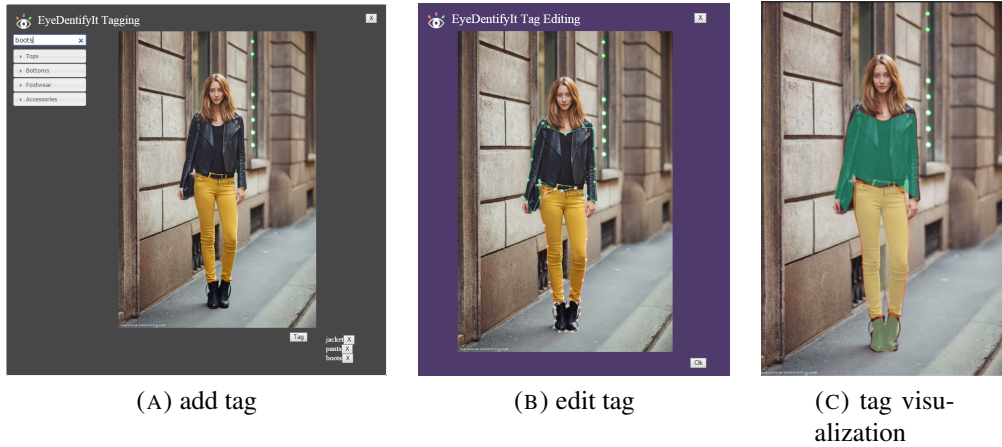 EyeDentifyIt Tagging
X
boots
×
Tops
Bottoms
Footwear
Accessories
Tag
jacket X
pants X
boots X
EyeDentifyIt Tag Editing
X
Ok
(A) add tag
(B) edit tag
(C) tag visu-
alization